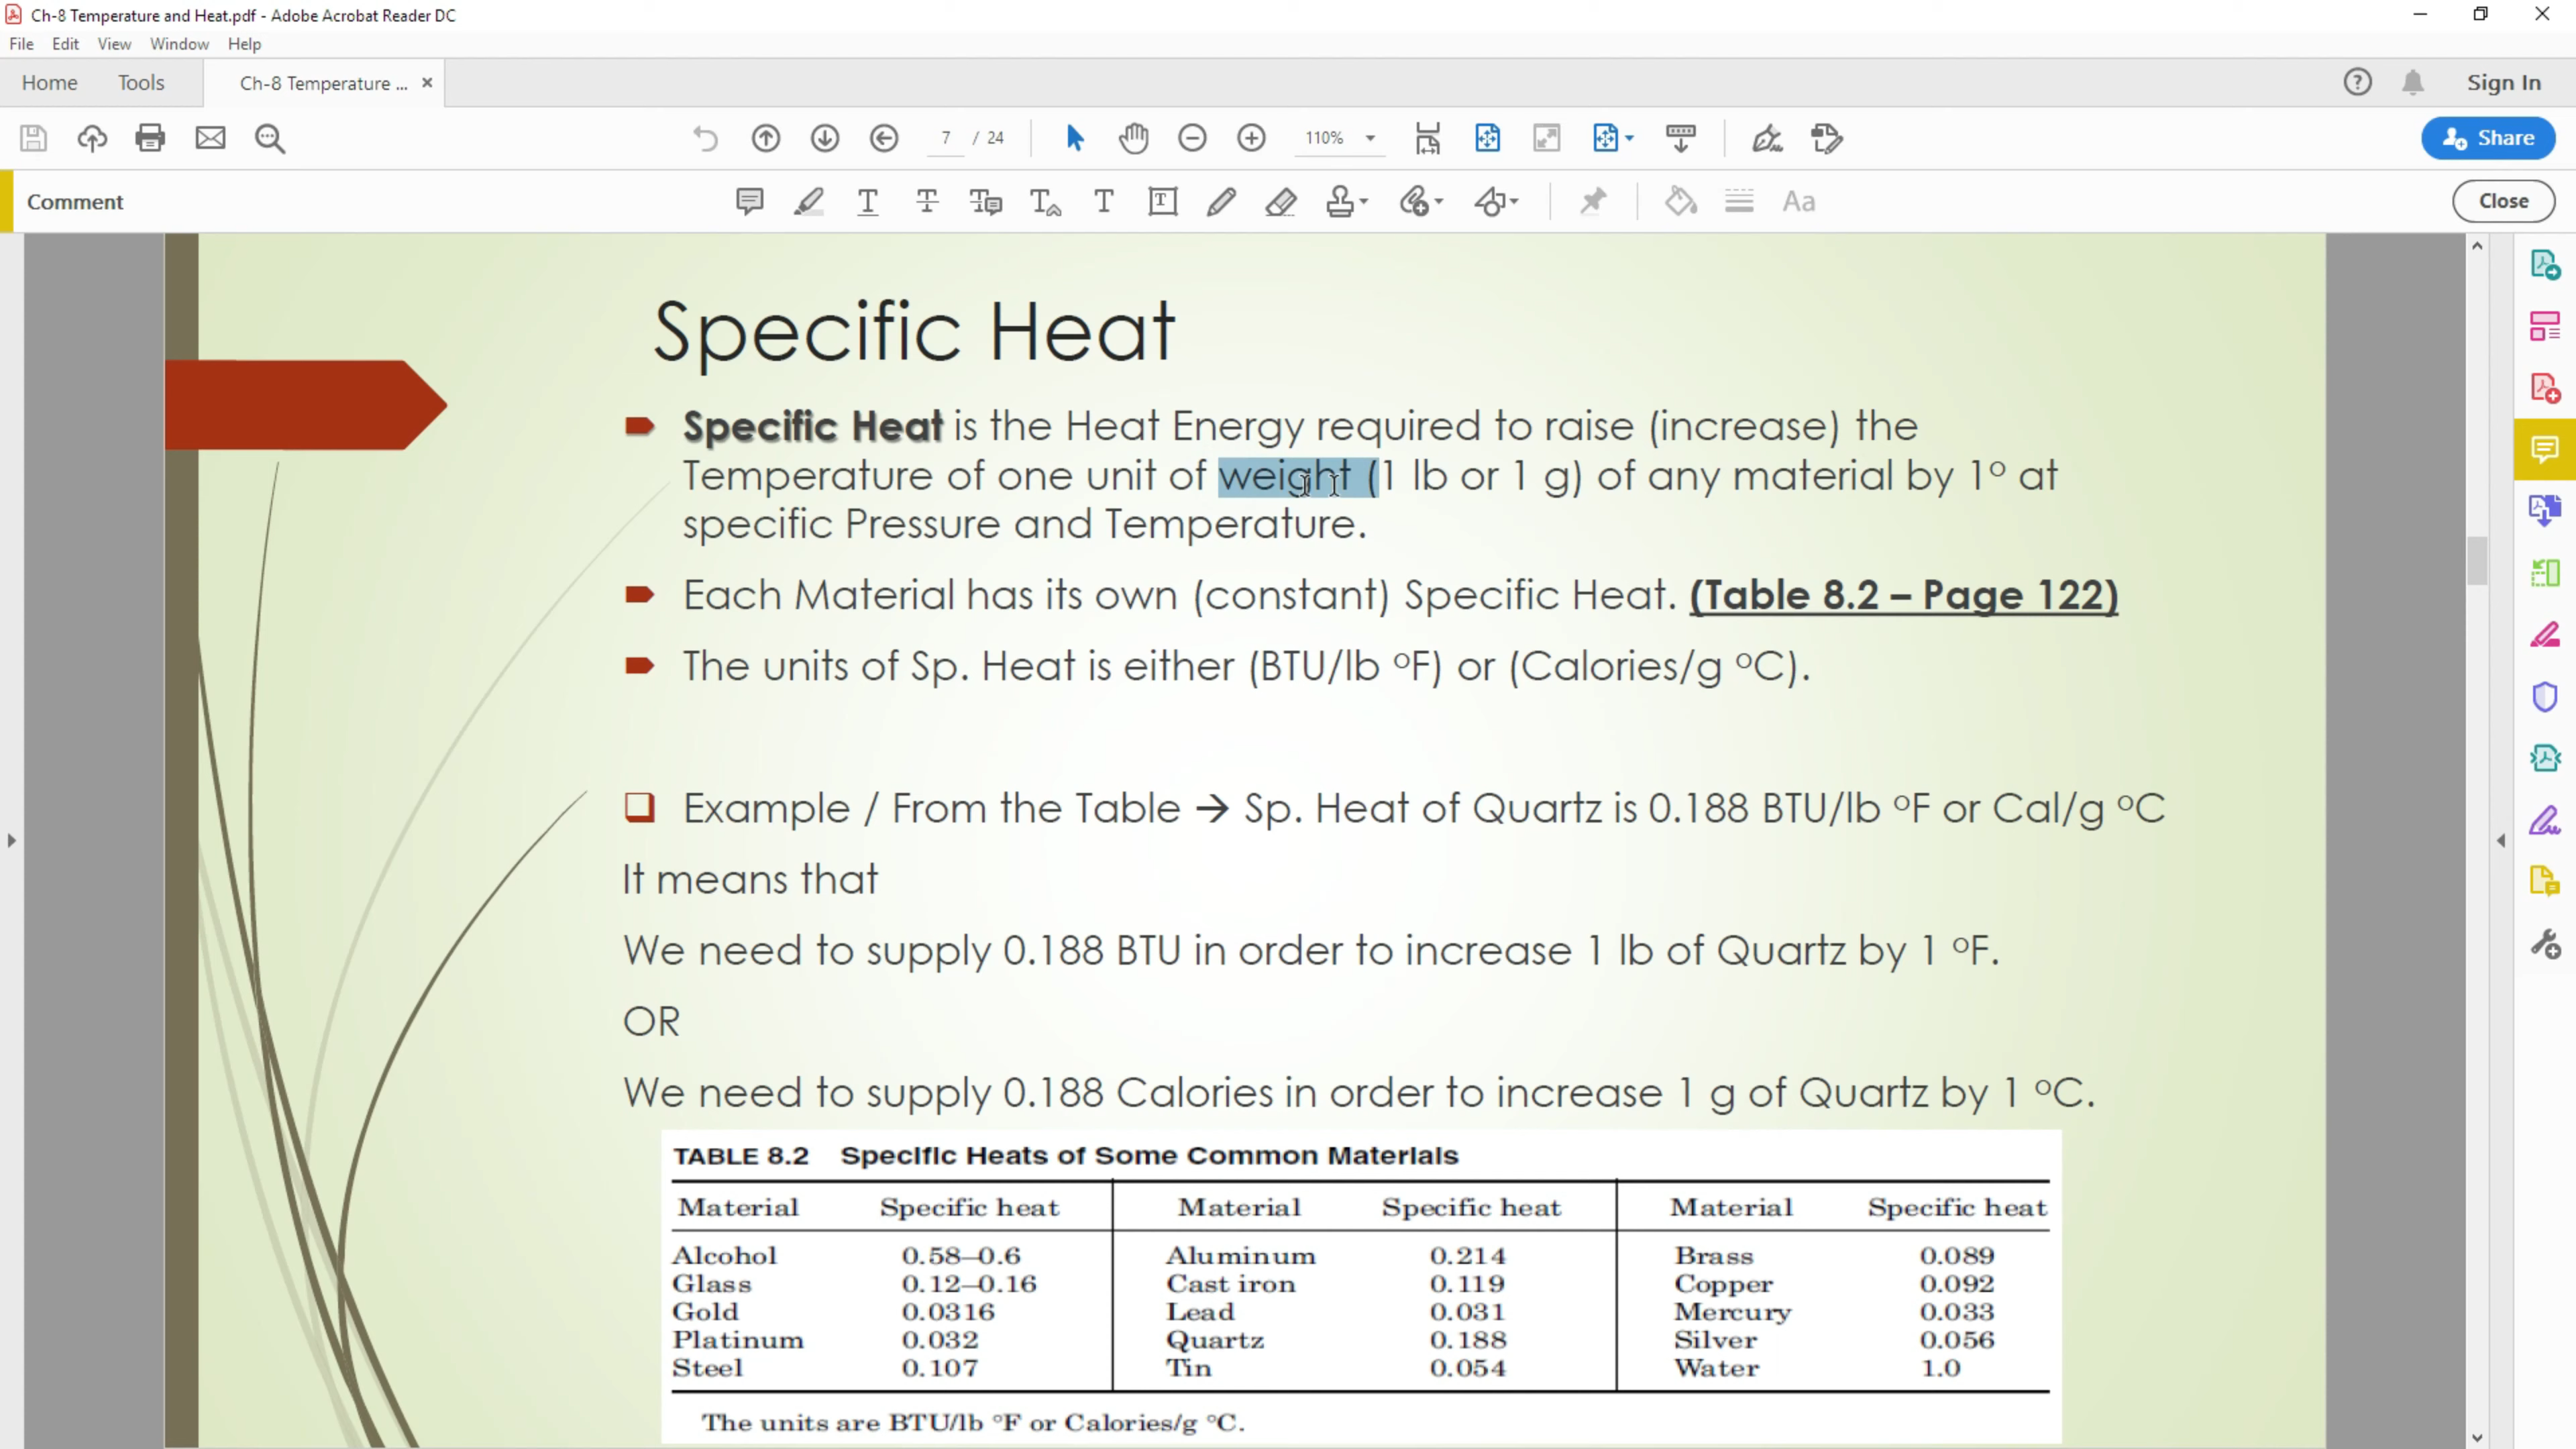 Ch-8 Temperature and Heat.pdf - Adobe Acrobat Reader DC
File Edit View Window Help
Home Tools Ch-8 Temperature ... × Sign In
7 / 24 110% Share
Comment Close
Specific Heat
Specific Heat is the Heat Energy required to raise (increase) the
Temperature of one unit of weight (1 lb or 1 g) of any material by 1° at
specific Pressure and Temperature.
Each Material has its own (constant) Specific Heat. (Table 8.2 – Page 122)
The units of Sp. Heat is either (BTU/lb °F) or (Calories/g °C).
Example / From the Table → Sp. Heat of Quartz is 0.188 BTU/lb °F or Cal/g °C
It means that
We need to supply 0.188 BTU in order to increase 1 lb of Quartz by 1 °F.
OR
We need to supply 0.188 Calories in order to increase 1 g of Quartz by 1 °C.
TABLE 8.2 Specific Heats of Some Common Materials
Material Specific heat Material Specific heat Material Specific heat
Alcohol 0.58–0.6 Aluminum 0.214 Brass 0.089
Glass 0.12–0.16 Cast iron 0.119 Copper 0.092
Gold 0.0316 Lead 0.031 Mercury 0.033
Platinum 0.032 Quartz 0.188 Silver 0.056
Steel 0.107 Tin 0.054 Water 1.0
The units are BTU/lb °F or Calories/g °C.